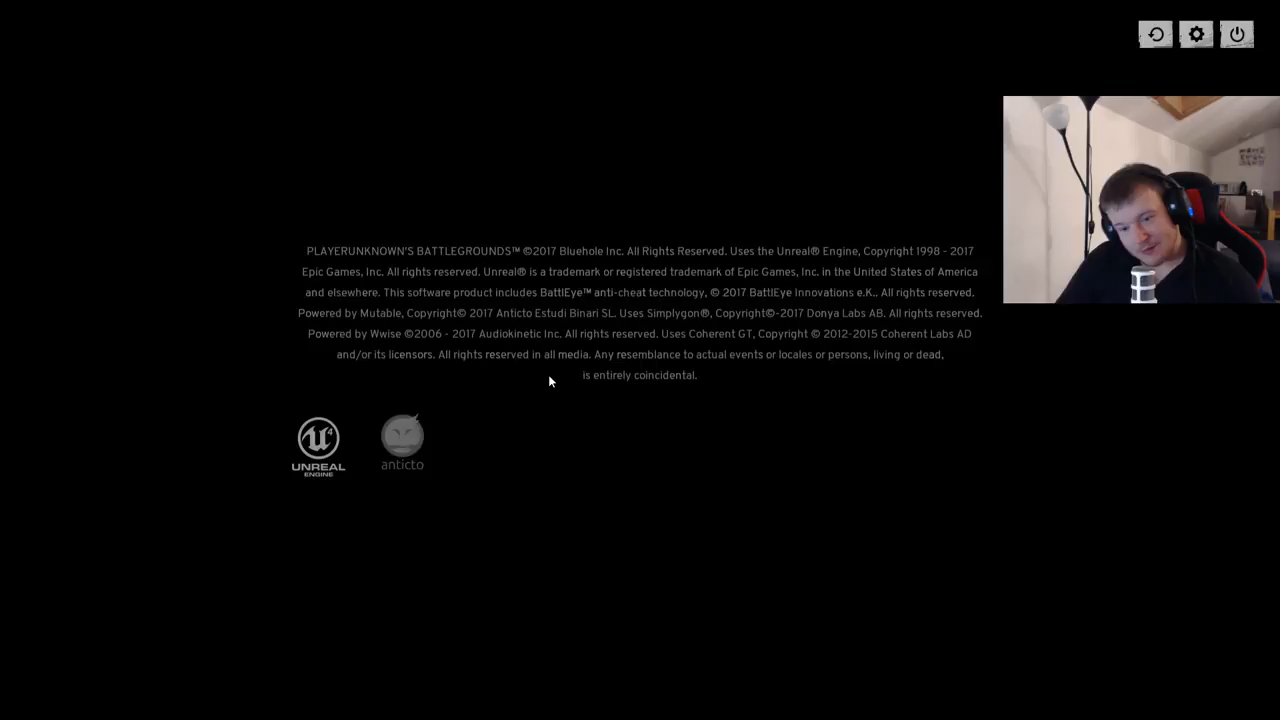 PLAYERUNKNOWN'S BATTLEGROUNDS™ ©2017 Bluehole Inc. All Rights Reserved. Uses the Unreal® Engine, Copyright 1998 - 2017
Epic Games, Inc. All rights reserved. Unreal® is a trademark or registered trademark of Epic Games, Inc. in the United States of America
and elsewhere. This software product includes BattlEye™ anti-cheat technology, © 2017 BattlEye Innovations e.K.. All rights reserved.
Powered by Mutable, Copyright© 2017 Anticto Estudi Binari SL. Uses Simplygon®, Copyright©-2017 Donya Labs AB. All rights reserved.
Powered by Wwise ©2006 - 2017 Audiokinetic Inc. All rights reserved. Uses Coherent GT, Copyright © 2012-2015 Coherent Labs AD
and/or its licensors. All rights reserved in all media. Any resemblance to actual events or locales or persons, living or dead,
is entirely coincidental.
U4
UNREAL
ENGINE
anticto